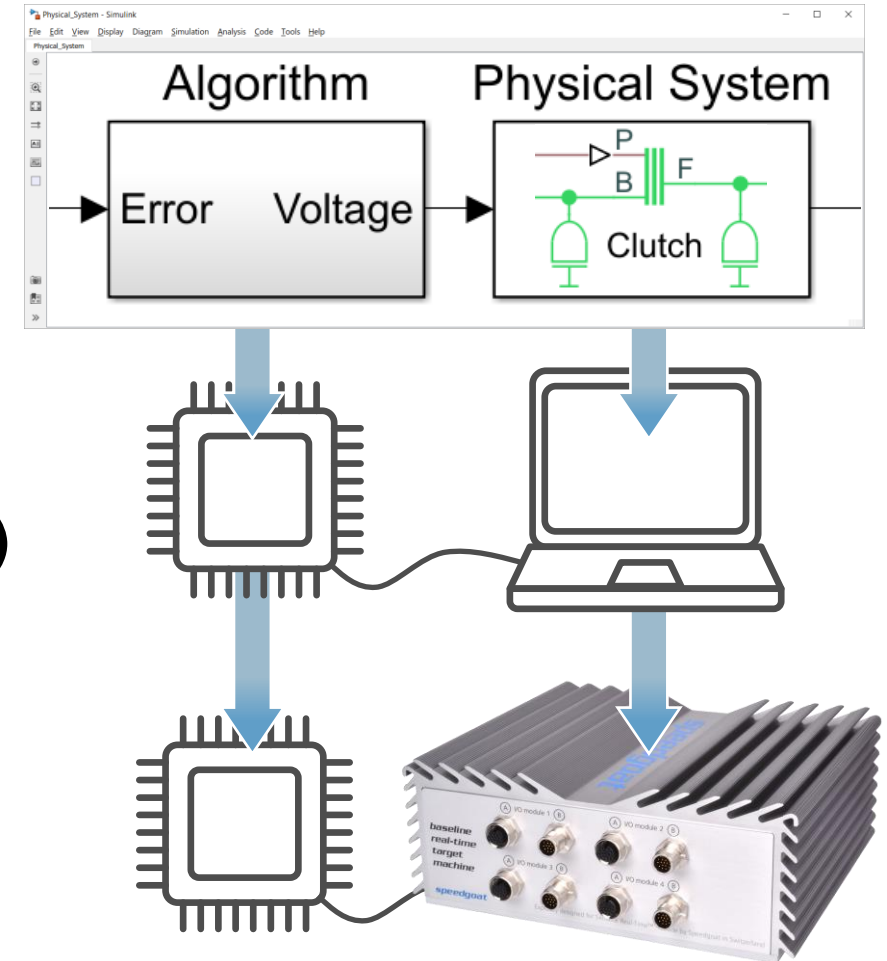 Physical_System - Simulink
File Edit View Display Diagram Simulation Analysis Code Tools Help
Physical_System
Algorithm
Physical System
Error Voltage
P
B
F
Clutch
speedgoat
baseline
real-time
target
machine
speedgoat
A I/O module 1 B
A I/O module 2 B
A I/O module 3 B
A I/O module 4 B